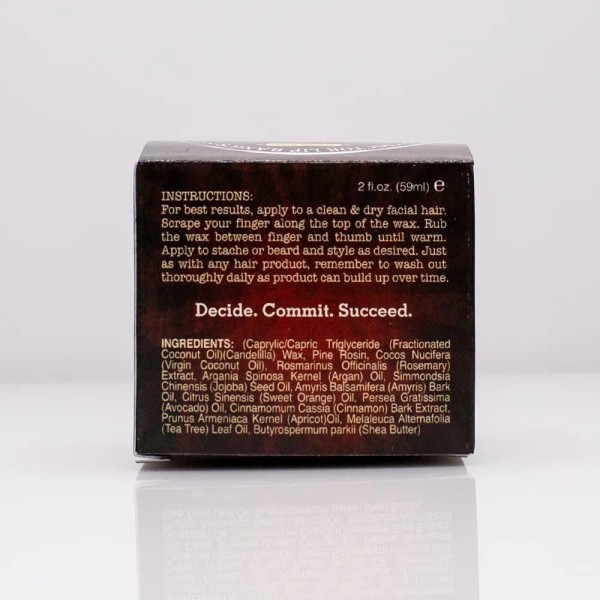 2 fl.oz. (59ml) ℮
INSTRUCTIONS:
For best results, apply to a clean & dry facial hair.
Scrape your finger along the top of the wax. Rub
the wax between finger and thumb until warm.
Apply to stache or beard and style as desired. Just
as with any hair product, remember to wash out
thoroughly daily as product can build up over time.
Decide. Commit. Succeed.
INGREDIENTS: (Caprylic/Capric Triglyceride (Fractionated
Coconut Oil)(Candelilla) Wax, Pine Rosin, Cocos Nucifera
(Virgin Coconut Oil), Rosmarinus Officinalis (Rosemary)
Extract, Argania Spinosa Kernel (Argan) Oil, Simmondsia
Chinensis (Jojoba) Seed Oil, Amyris Balsamifera (Amyris) Bark
Oil, Citrus Sinensis (Sweet Orange) Oil, Persea Gratissima
(Avocado) Oil, Cinnamomum Cassia (Cinnamon) Bark Extract,
Prunus Armeniaca Kernel (Apricot)Oil, Melaleuca Alternafolia
(Tea Tree) Leaf Oil, Butyrospermum parkii (Shea Butter)